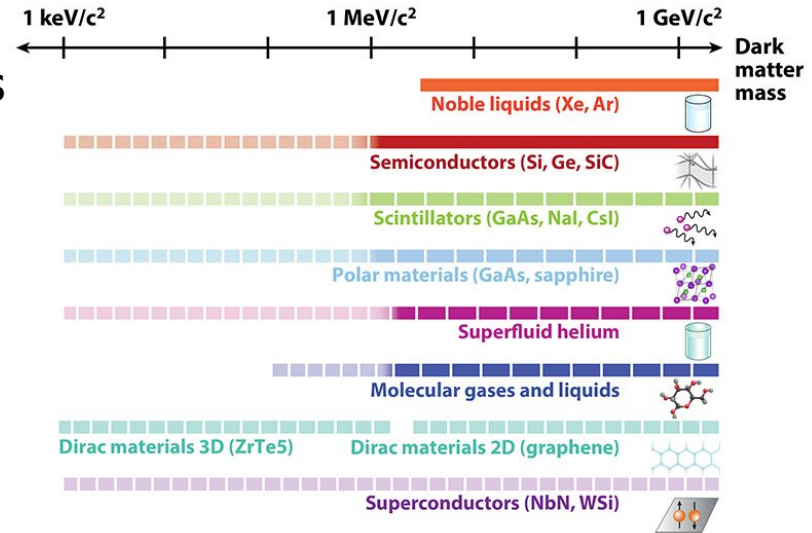 1 keV/c² 1 MeV/c² 1 GeV/c²
Dark
matter
mass
s
Noble liquids (Xe, Ar)
Semiconductors (Si, Ge, SiC)
Scintillators (GaAs, NaI, CsI)
Polar materials (GaAs, sapphire)
Superfluid helium
Molecular gases and liquids
Dirac materials 3D (ZrTe5) Dirac materials 2D (graphene)
Superconductors (NbN, WSi)